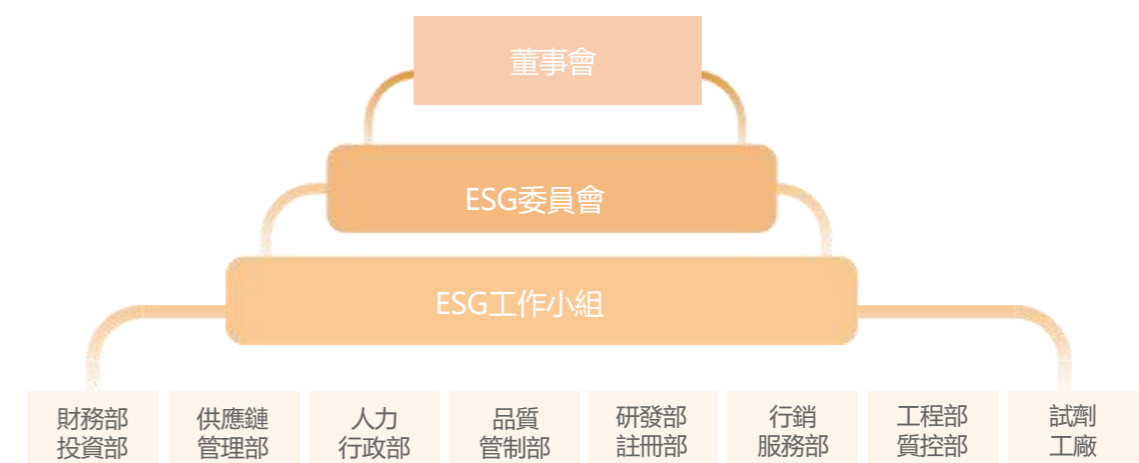 董事會
ESG委員會
ESG工作小組
財務部
投資部
供應鏈
管理部
人力
行政部
品質
管制部
研發部
註冊部
行銷
服務部
工程部
質控部
試劑
工廠